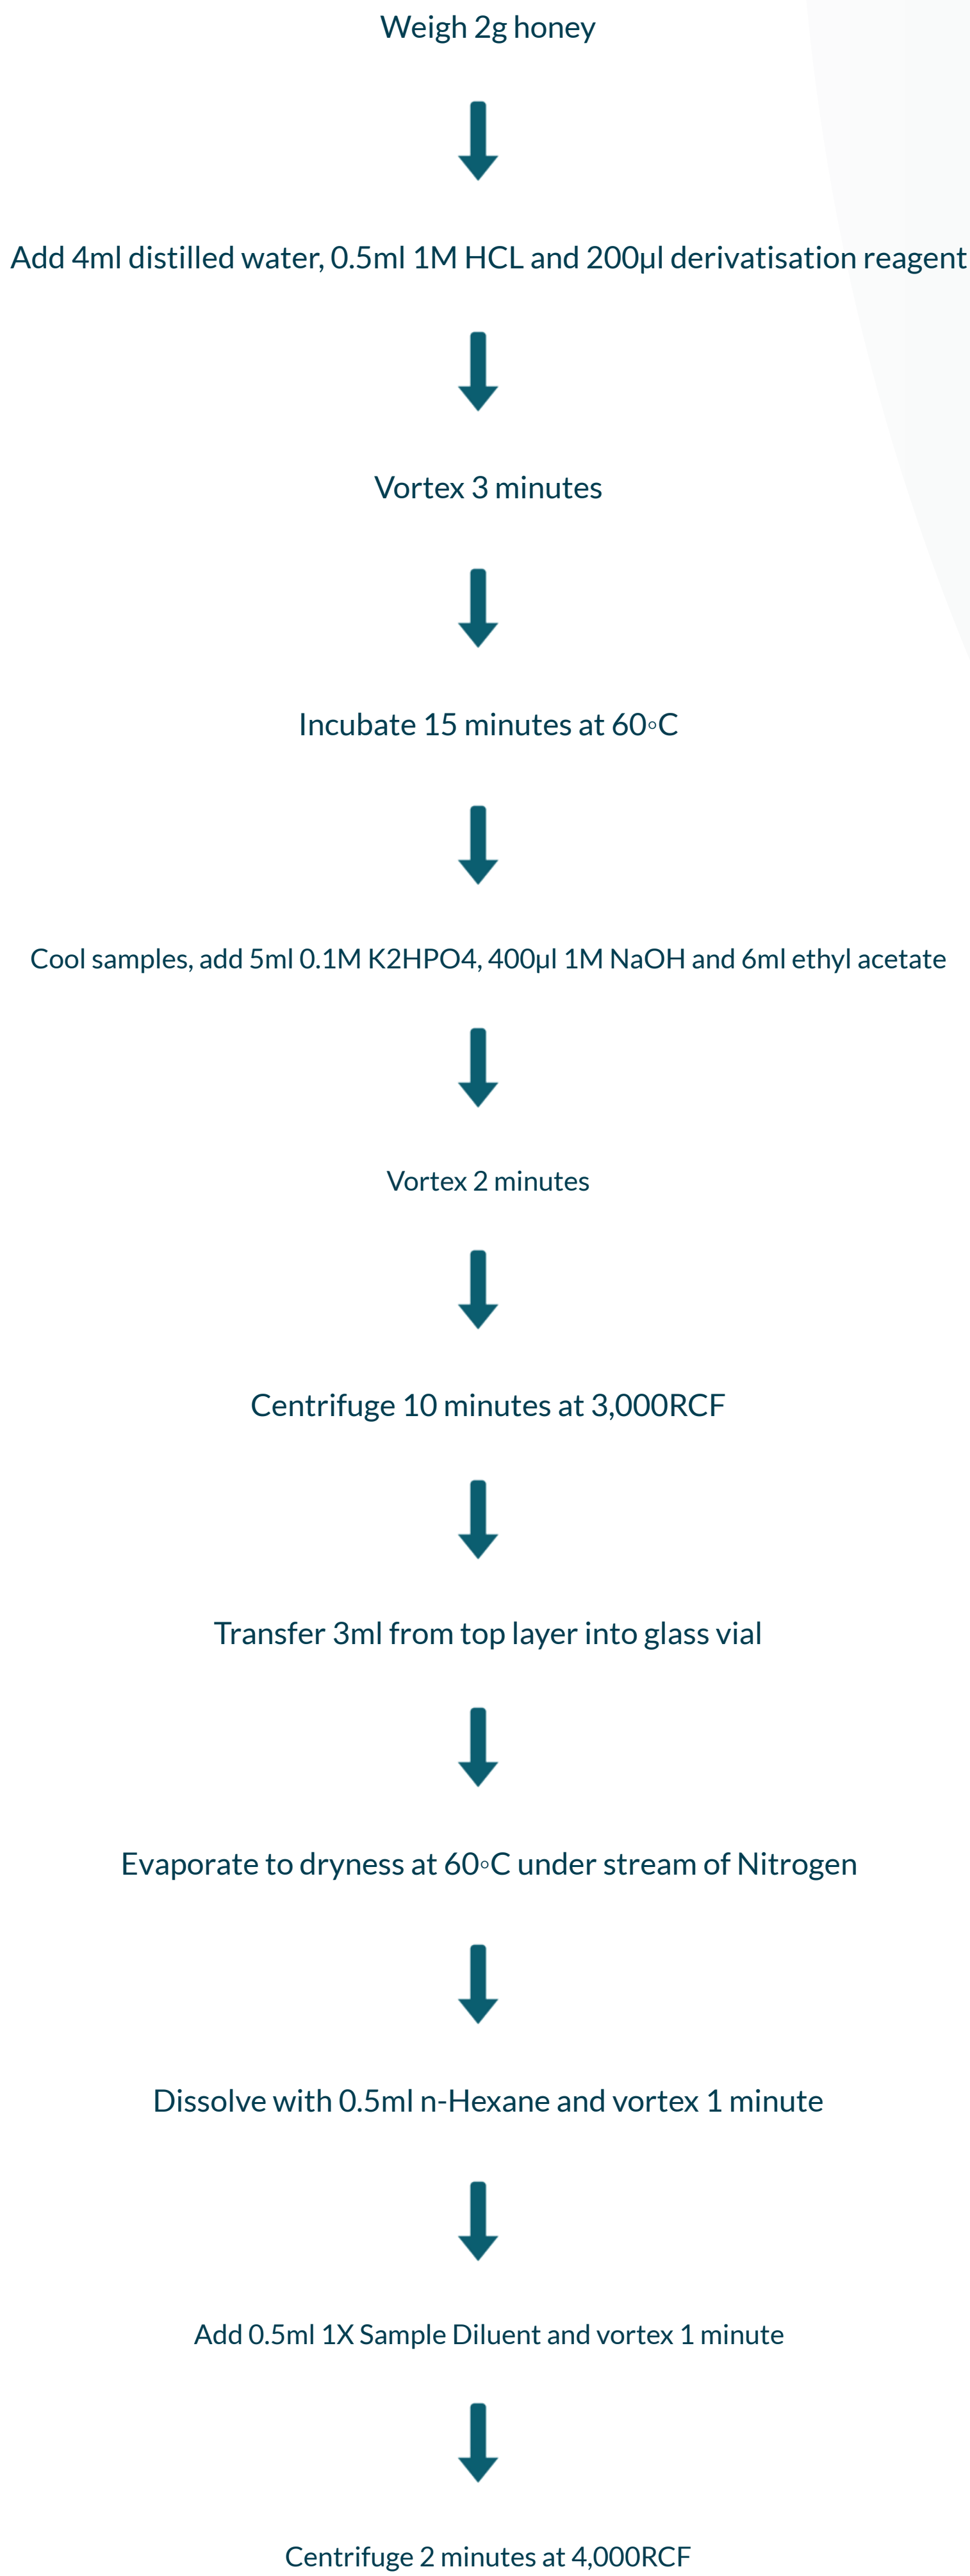 Weigh 2g honey
Add 4ml distilled water, 0.5ml 1M HCL and 200µl derivatisation reagent
Vortex 3 minutes
Incubate 15 minutes at 60◦C
Cool samples, add 5ml 0.1M K2HPO4, 400µl 1M NaOH and 6ml ethyl acetate
Vortex 2 minutes
Centrifuge 10 minutes at 3,000RCF
Transfer 3ml from top layer into glass vial
Evaporate to dryness at 60◦C under stream of Nitrogen
Dissolve with 0.5ml n-Hexane and vortex 1 minute
Add 0.5ml 1X Sample Diluent and vortex 1 minute
Centrifuge 2 minutes at 4,000RCF